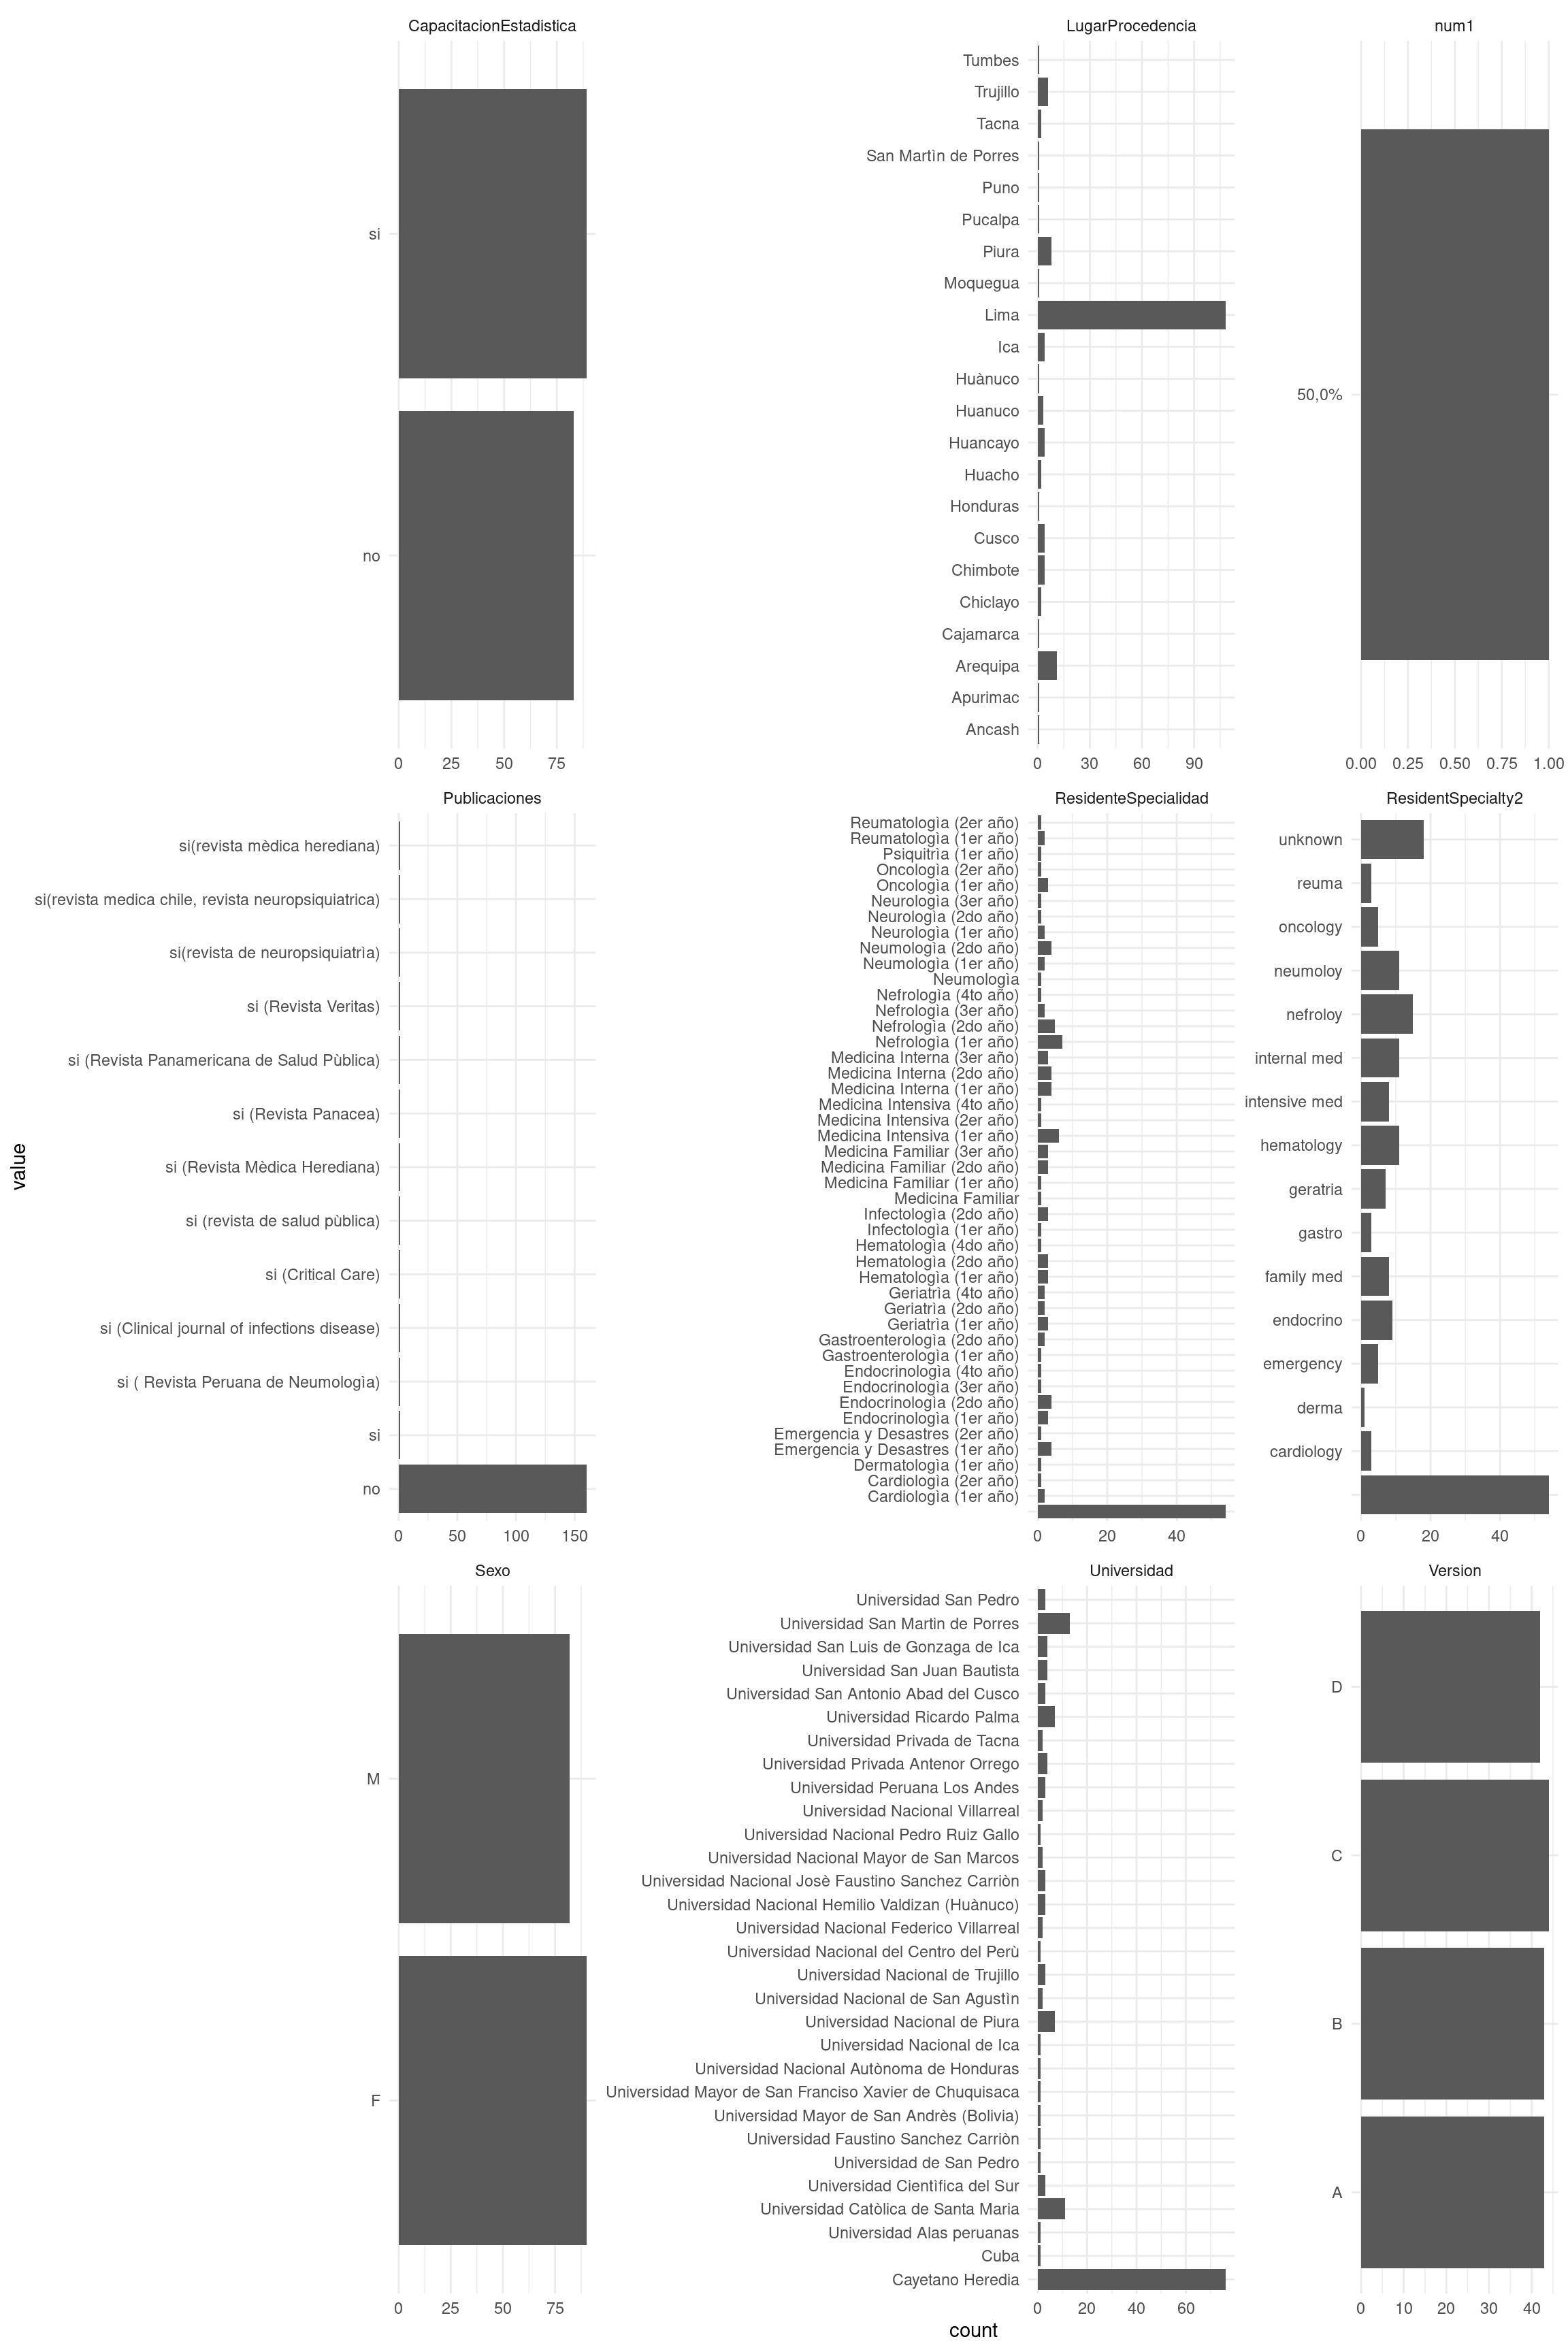 CapacitacionEstadistica
si
no
0 25 50 75
LugarProcedencia
Tumbes
Trujillo
Tacna
San Martìn de Porres
Puno
Pucalpa
Piura
Moquegua
Lima
Ica
Huànuco
Huanuco
Huancayo
Huacho
Honduras
Cusco
Chimbote
Chiclayo
Cajamarca
Arequipa
Apurimac
Ancash
0 30 60 90
num1
50,0%
0.00 0.25 0.50 0.75 1.00
Publicaciones
si(revista mèdica herediana)
si(revista medica chile, revista neuropsiquiatrica)
si(revista de neuropsiquiatrìa)
si (Revista Veritas)
si (Revista Panamericana de Salud Pùblica)
si (Revista Panacea)
si (Revista Mèdica Herediana)
si (revista de salud pùblica)
si (Critical Care)
si (Clinical journal of infections disease)
si ( Revista Peruana de Neumologìa)
si
no
0 50 100 150
ResidenteSpecialidad
Reumatologìa (2er año)
Reumatologìa (1er año)
Psiquitrìa (1er año)
Oncologìa (2er año)
Oncologìa (1er año)
Neurologìa (3er año)
Neurologìa (2do año)
Neurologìa (1er año)
Neumologìa (2do año)
Neumologìa (1er año)
Neumologìa
Nefrologìa (4to año)
Nefrologìa (3er año)
Nefrologìa (2do año)
Nefrologìa (1er año)
Medicina Interna (3er año)
Medicina Interna (2do año)
Medicina Interna (1er año)
Medicina Intensiva (4to año)
Medicina Intensiva (2er año)
Medicina Intensiva (1er año)
Medicina Familiar (3er año)
Medicina Familiar (2do año)
Medicina Familiar (1er año)
Medicina Familiar
Infectologìa (2do año)
Infectologìa (1er año)
Hematologìa (4do año)
Hematologìa (2do año)
Hematologìa (1er año)
Geriatrìa (4to año)
Geriatrìa (2do año)
Geriatrìa (1er año)
Gastroenterologìa (2do año)
Gastroenterologìa (1er año)
Endocrinologìa (4to año)
Endocrinologìa (3er año)
Endocrinologìa (2do año)
Endocrinologìa (1er año)
Emergencia y Desastres (2er año)
Emergencia y Desastres (1er año)
Dermatologìa (1er año)
Cardiologìa (2er año)
Cardiologìa (1er año)
0 20 40
ResidentSpecialty2
unknown
reuma
oncology
neumoloy
nefroloy
internal med
intensive med
hematology
geratria
gastro
family med
endocrino
emergency
derma
cardiology
0 20 40
Sexo
M
F
0 25 50 75
Universidad
Universidad San Pedro
Universidad San Martin de Porres
Universidad San Luis de Gonzaga de Ica
Universidad San Juan Bautista
Universidad San Antonio Abad del Cusco
Universidad Ricardo Palma
Universidad Privada de Tacna
Universidad Privada Antenor Orrego
Universidad Peruana Los Andes
Universidad Nacional Villarreal
Universidad Nacional Pedro Ruiz Gallo
Universidad Nacional Mayor de San Marcos
Universidad Nacional Josè Faustino Sanchez Carriòn
Universidad Nacional Hemilio Valdizan (Huànuco)
Universidad Nacional Federico Villarreal
Universidad Nacional del Centro del Perù
Universidad Nacional de Trujillo
Universidad Nacional de San Agustìn
Universidad Nacional de Piura
Universidad Nacional de Ica
Universidad Nacional Autònoma de Honduras
Universidad Mayor de San Franciso Xavier de Chuquisaca
Universidad Mayor de San Andrès (Bolivia)
Universidad Faustino Sanchez Carriòn
Universidad de San Pedro
Universidad Cientìfica del Sur
Universidad Catòlica de Santa Maria
Universidad Alas peruanas
Cuba
Cayetano Heredia
0 20 40 60
Version
D
C
B
A
0 10 20 30 40
value
count